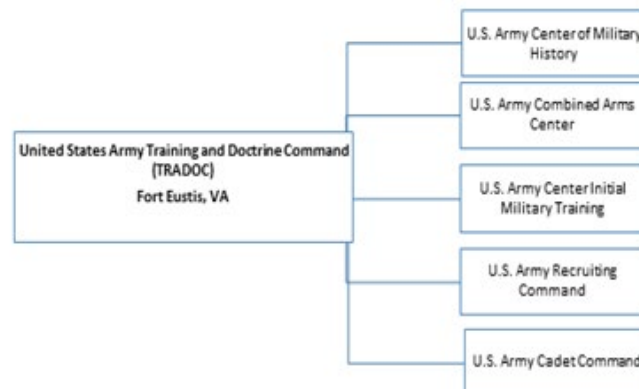 U.S. Army Center of Military
History
U.S. Army Combined Arms
Center
United States Army Training and Doctrine Command
(TRADOC)
Fort Eustis, VA
U.S. Army Center Initial
Military Training
U.S. Army Recruiting
Command
U.S. Army Cadet Command